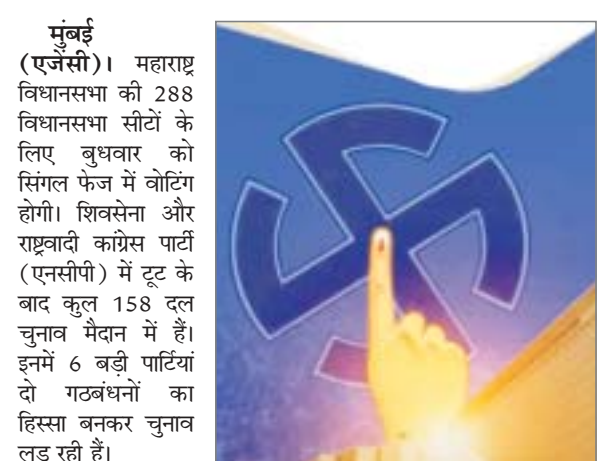 मुंबई
(एजेंसी)। महाराष्ट्र
विधानसभा की 288
विधानसभा सीटों के
लिए बुधवार को
सिंगल फेज में वोटिंग
होगी। शिवसेना और
राष्ट्रवादी कांग्रेस पार्टी
(एनसीपी) में टूट के
बाद कुल 158 दल
चुनाव मैदान में हैं।
इनमें 6 बड़ी पार्टियां
दो गठबंधनों का
हिस्सा बनकर चुनाव
लड़ रही हैं।